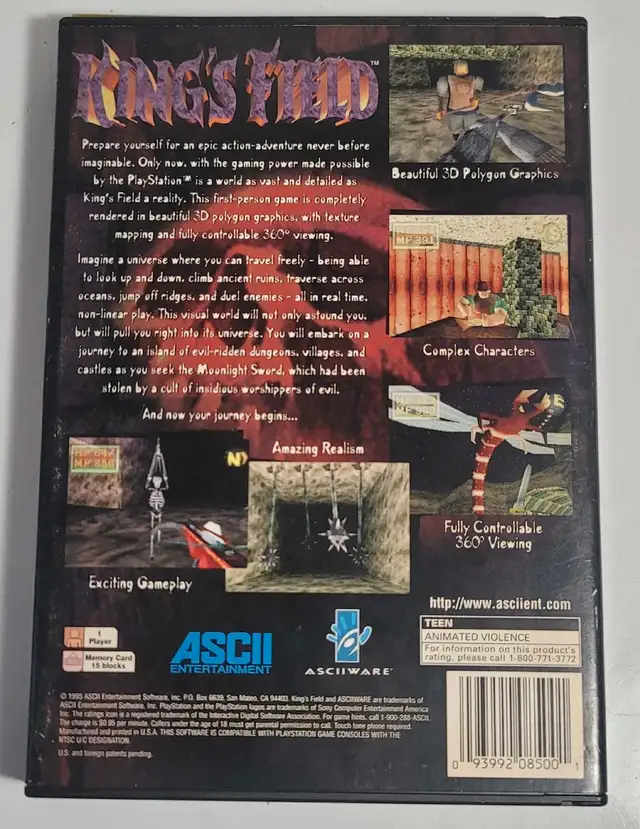 KING'S FIELD™
Prepare yourself for an epic action-adventure never before
imaginable. Only now, with the gaming power made possible
by the PlayStation™ is a world as vast and detailed as
King's Field a reality. This first-person game is completely
rendered in beautiful 3D polygon graphics, with texture
mapping and fully controllable 360° viewing.
Imagine a universe where you can travel freely - being able
to look up and down, climb ancient ruins, traverse across
oceans, jump off ridges, and duel enemies - all in real time,
non-linear play. This visual world will not only astound you,
but will pull you right into its universe. You will embark on a
journey to an island of evil-ridden dungeons, villages, and
castles as you seek the Moonlight Sword, which had been
stolen by a cult of insidious worshippers of evil.
And now your journey begins...
Beautiful 3D Polygon Graphics
Complex Characters
Fully Controllable
360° Viewing
Amazing Realism
Exciting Gameplay
http://www.asciient.com
1
Player
Memory Card
15 blocks
ASCII
ENTERTAINMENT
ASCIIWARE
TEEN
ANIMATED VIOLENCE
For information on this product's
rating, please call 1-800-771-3772
© 1995 ASCII Entertainment Software, Inc. P.O. Box 6639, San Mateo, CA 94403. King's Field and ASCIIWARE are trademarks of
ASCII Entertainment Software, Inc. PlayStation and the PlayStation logos are trademarks of Sony Computer Entertainment America
Inc. The ratings icon is a registered trademark of the Interactive Digital Software Association. For game hints, call 1-900-288-ASCII.
The charge is $0.95 per minute. Callers under the age of 18 must get parental permission to call. Touch tone phone required.
Manufactured and printed in U.S.A. THIS SOFTWARE IS COMPATIBLE WITH PLAYSTATION GAME CONSOLES WITH THE
NTSC U/C DESIGNATION.
U.S. and foreign patents pending.
0 93992 08500 1